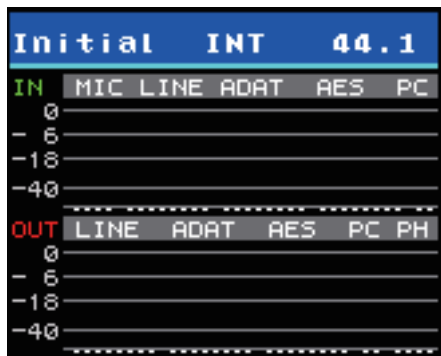 Initial INT 44.1
IN MIC LINE ADAT AES PC
0
- 6
-18
-40
OUT LINE ADAT AES PC PH
0
- 6
-18
-40